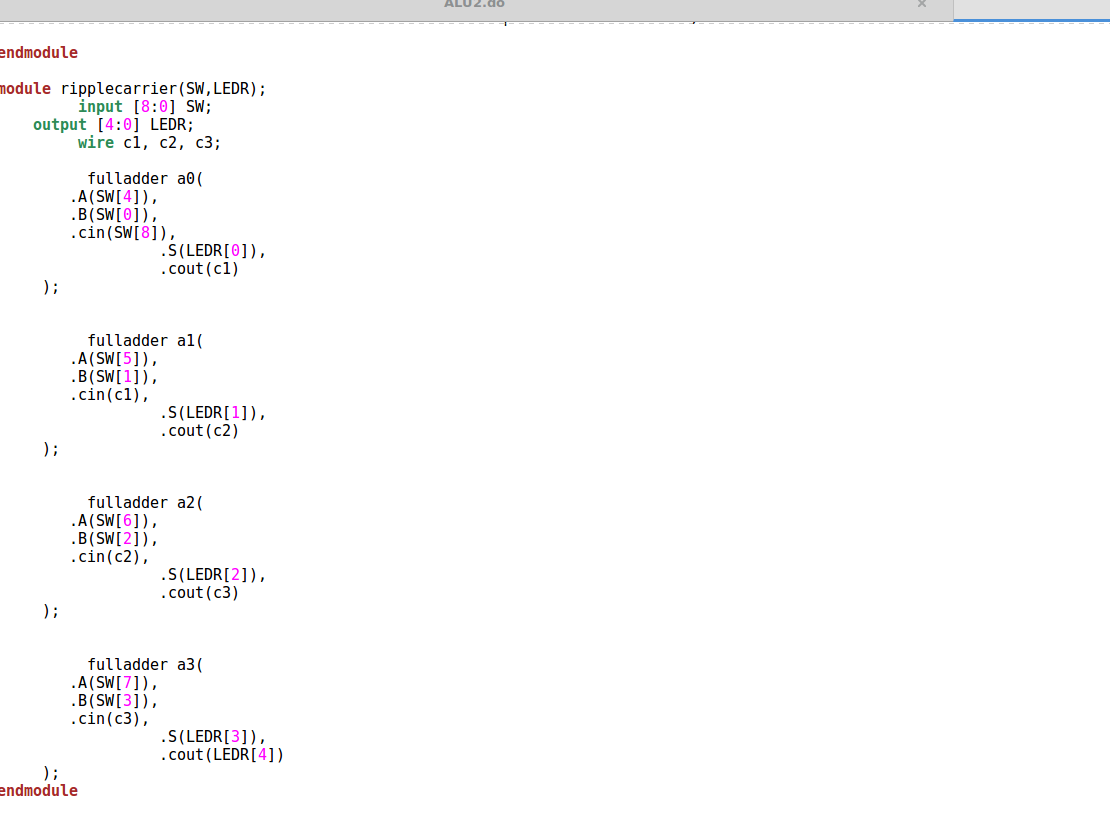 ALU2.do ×
endmodule
module ripplecarrier(SW,LEDR);
input [8:0] SW;
output [4:0] LEDR;
wire c1, c2, c3;
fulladder a0(
.A(SW[4]),
.B(SW[0]),
.cin(SW[8]),
.S(LEDR[0]),
.cout(c1)
);
fulladder a1(
.A(SW[5]),
.B(SW[1]),
.cin(c1),
.S(LEDR[1]),
.cout(c2)
);
fulladder a2(
.A(SW[6]),
.B(SW[2]),
.cin(c2),
.S(LEDR[2]),
.cout(c3)
);
fulladder a3(
.A(SW[7]),
.B(SW[3]),
.cin(c3),
.S(LEDR[3]),
.cout(LEDR[4])
);
endmodule